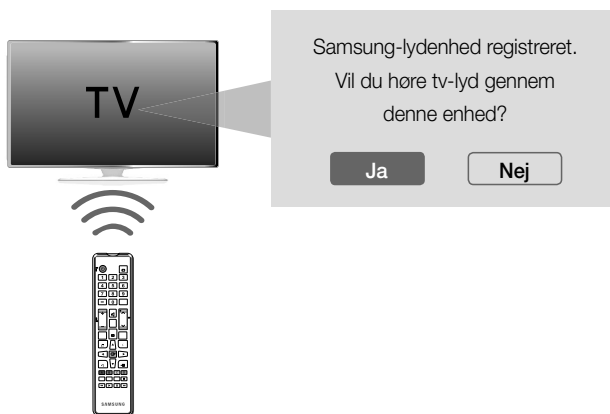 TV
Samsung-lydenhed registreret.
Vil du høre tv-lyd gennem
denne enhed?
Ja
Nej
SAMSUNG